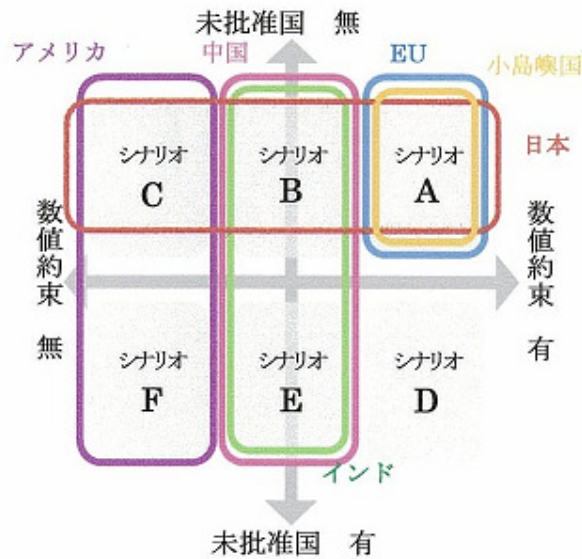 未批准国 無
アメリカ
中国
EU
小島嶼国
日本
シナリオ
C
シナリオ
B
シナリオ
A
数値約束 無
数値約束 有
シナリオ
F
シナリオ
E
シナリオ
D
インド
未批准国 有